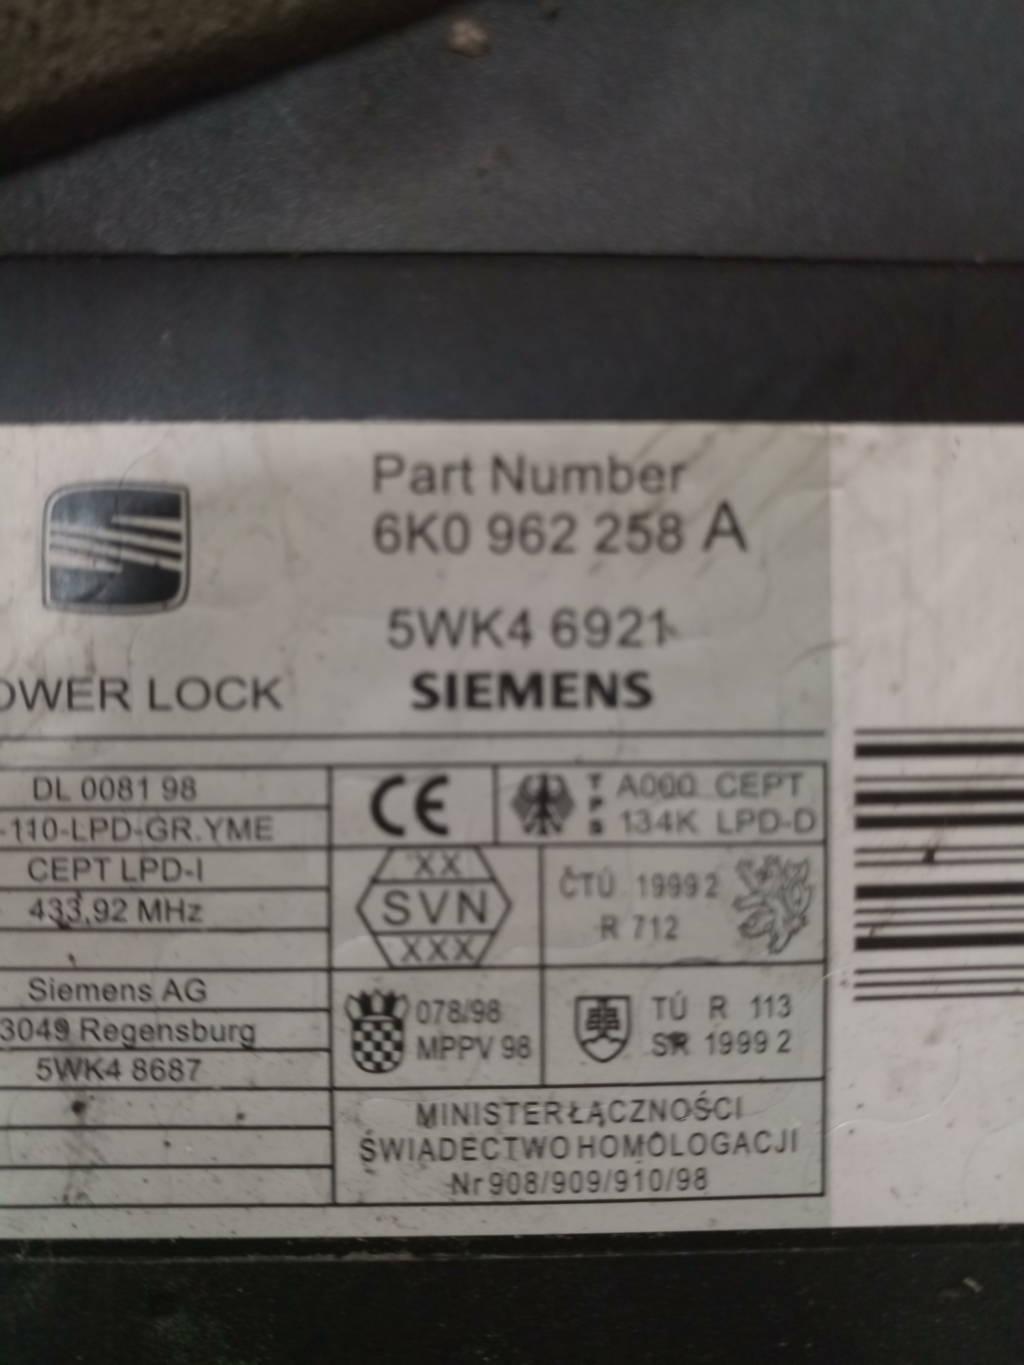 Part Number
6K0 962 258 A
5WK4 6921
OWER LOCK
SIEMENS
DL 0081 98
-110-LPD-GR.YME
CEPT LPD-I
433,92 MHz
Siemens AG
3049 Regensburg
5WK4 8687
CE
TPS
A000 CEPT
134K LPD-D
XX
SVN
XXX
ČTÚ 1999 2
R 712
078/98
MPPV 98
TÚ R 113
SR 1999 2
MINISTER ŁĄCZNOŚCI
ŚWIADECTWO HOMOLOGACJI
Nr 908/909/910/98